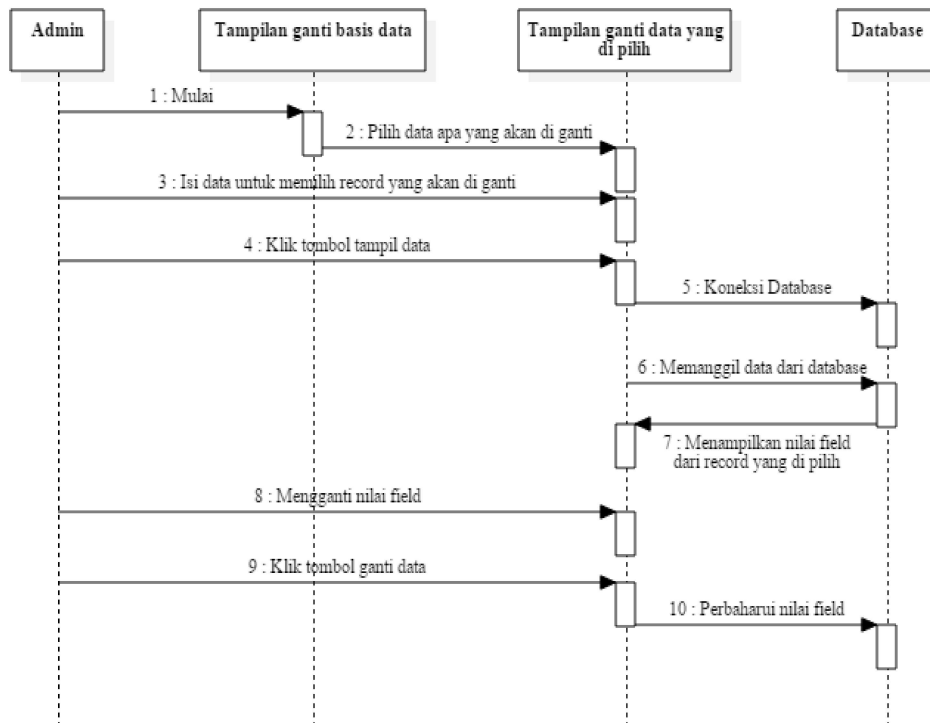 Admin
Tampilan ganti basis data
Tampilan ganti data yang
di pilih
Database
1 : Mulai
2 : Pilih data apa yang akan di ganti
3 : Isi data untuk memilih record yang akan di ganti
4 : Klik tombol tampil data
5 : Koneksi Database
6 : Memanggil data dari database
7 : Menampilkan nilai field
dari record yang di pilih
8 : Mengganti nilai field
9 : Klik tombol ganti data
10 : Perbaharui nilai field